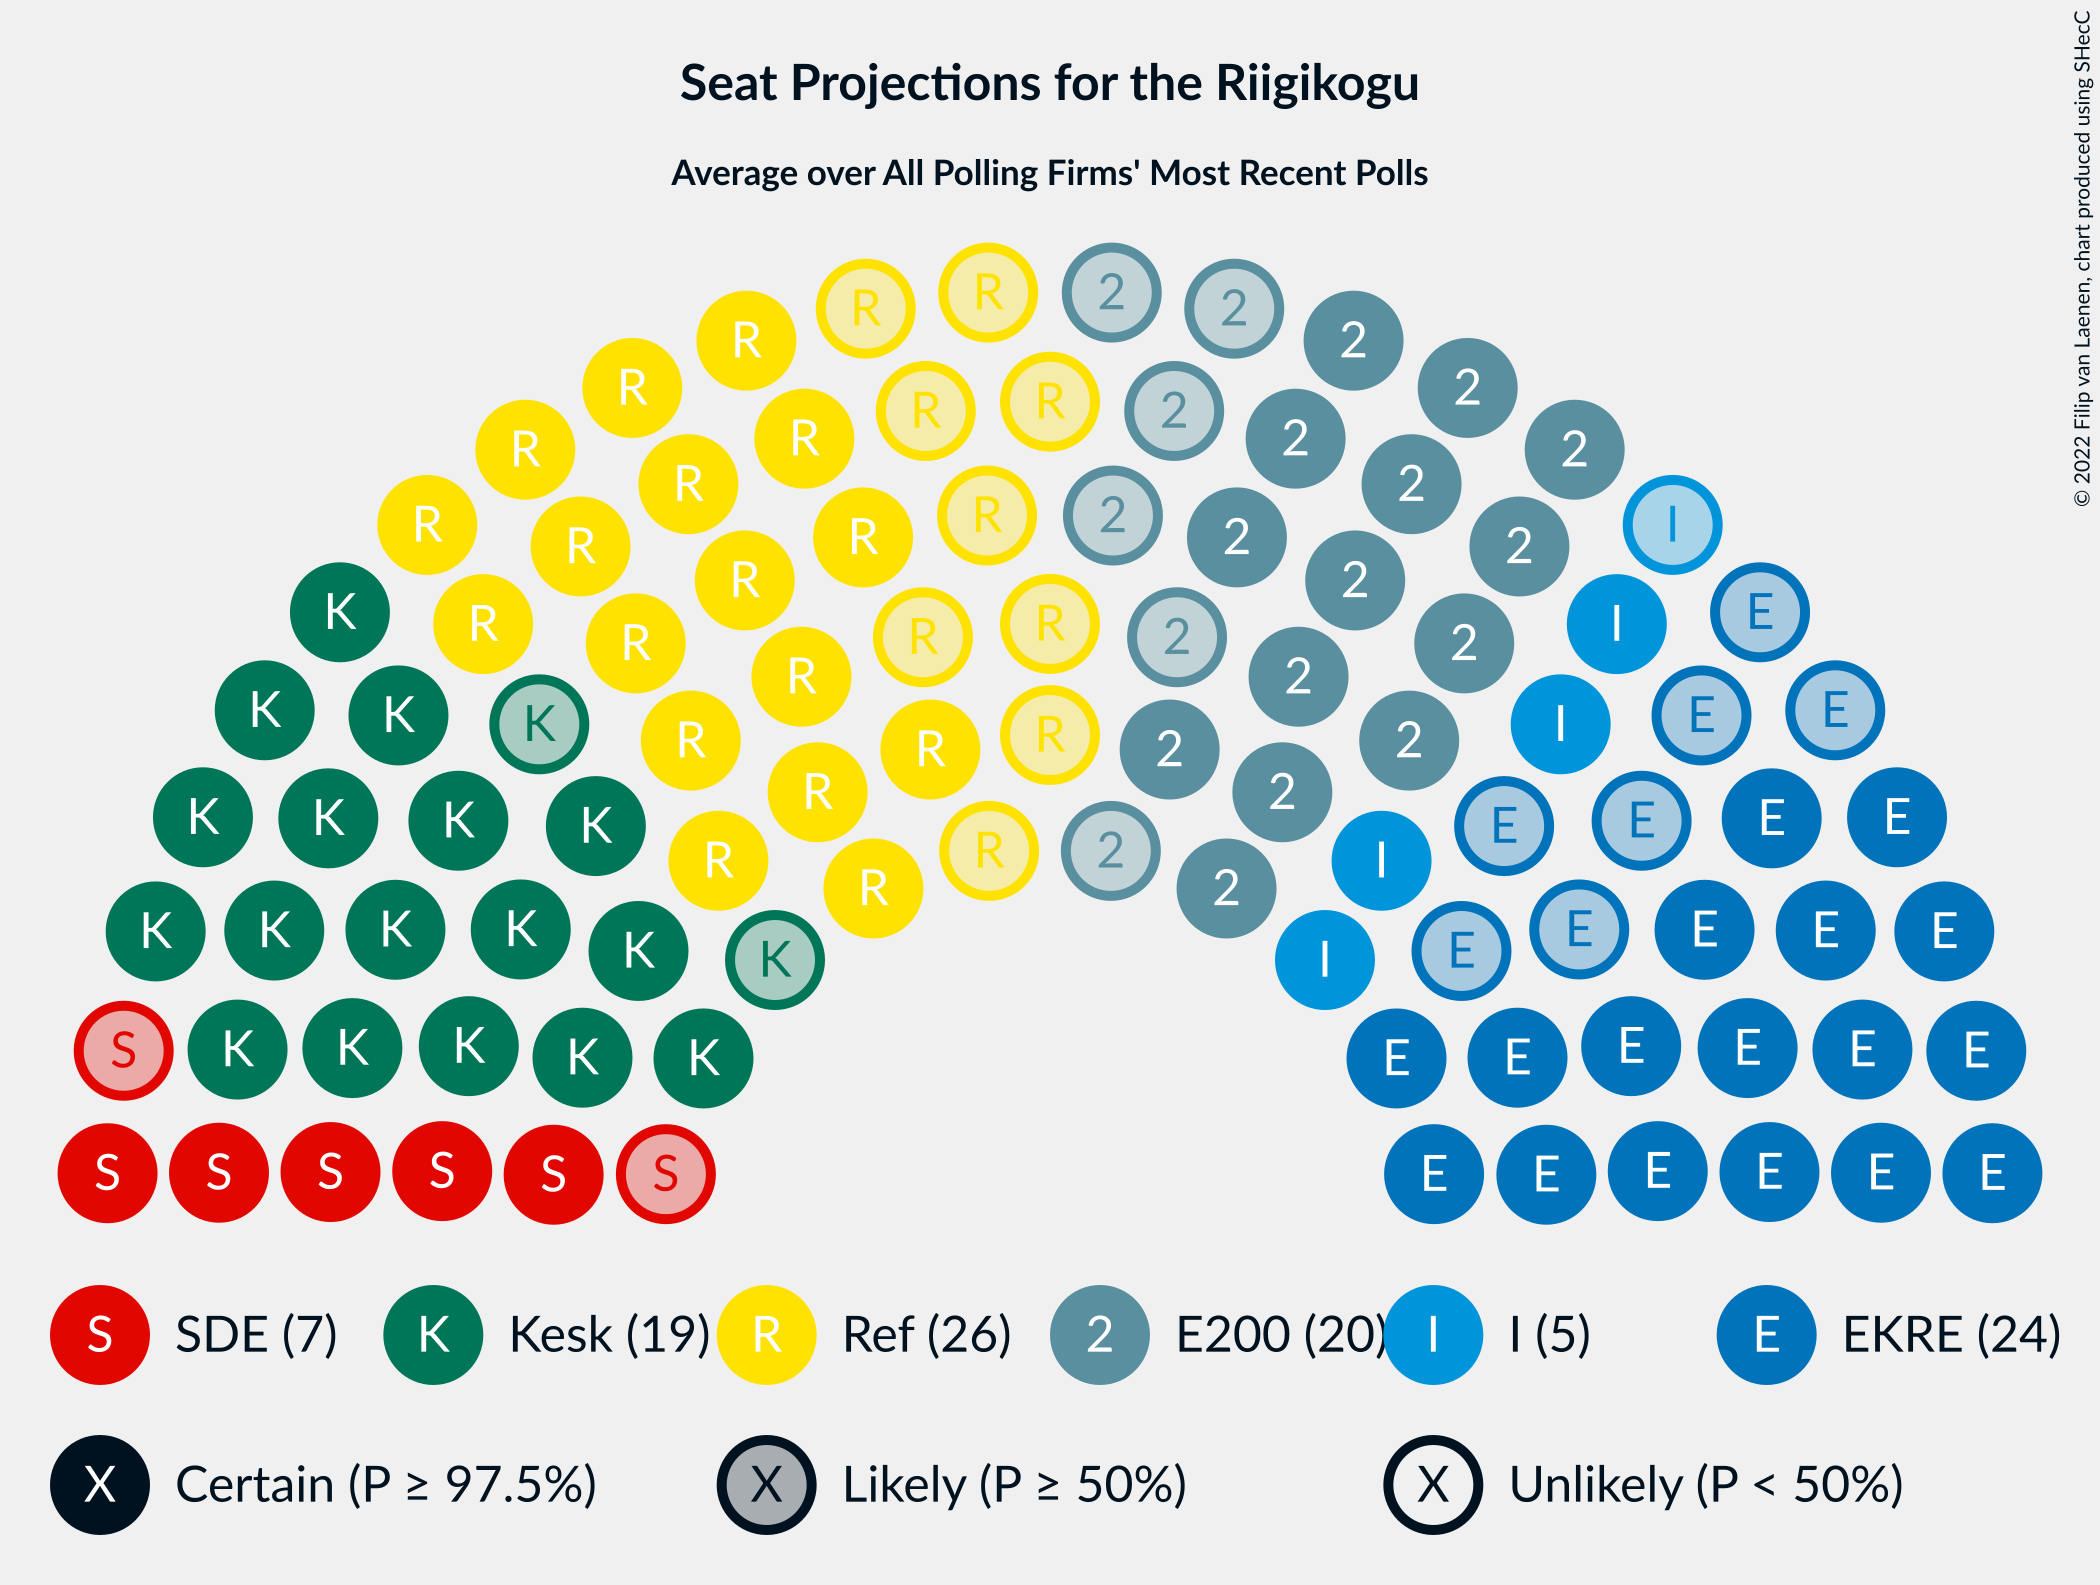 Seat Projections for the Riigikogu
Average over All Polling Firms' Most Recent Polls
© 2022 Filip van Laenen, chart produced using SHecC
R R 2 2
R 2
R R 2 2
R R 2
R 2 2
R R 2
R R 2 I
R 2 2
R R 2
R R 2 2
K E
R R R 2 2 I
K E
K K R 2 I E
K R 2
R R 2
K K E E
K K E E
R R 2 I
R 2
K K K E E E
K K E E
K I
K S E E
K K K E E E
K K E E
S S S S E E E E
S S E E
S SDE (7) K Kesk (19) R Ref (26) 2 E200 (20) I I (5) E EKRE (24)
X Certain (P ≥ 97.5%) X Likely (P ≥ 50%) X Unlikely (P < 50%)